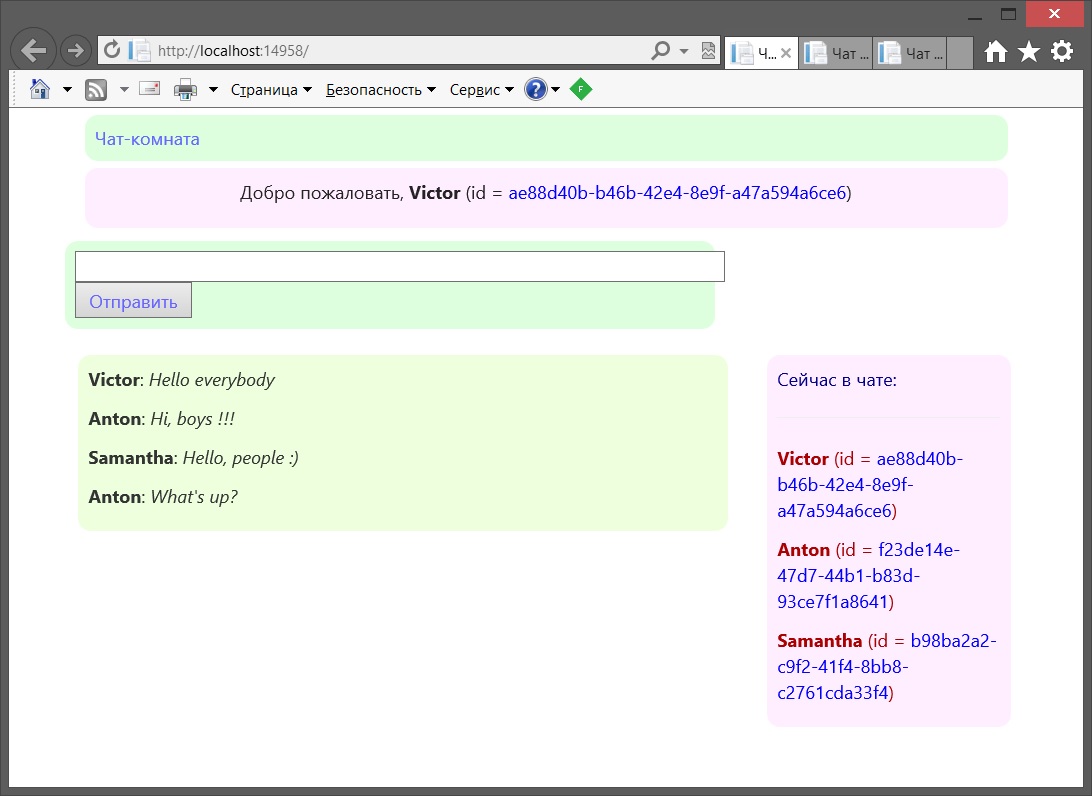 http://localhost:14958/
Ч...
Чат ...
Чат ...
Страница
Безопасность
Сервис
?
F
Чат-комната
Добро пожаловать, Victor (id = ae88d40b-b46b-42e4-8e9f-a47a594a6ce6)
Отправить
Victor: Hello everybody
Anton: Hi, boys !!!
Samantha: Hello, people :)
Anton: What's up?
Сейчас в чате:
Victor (id = ae88d40b-
b46b-42e4-8e9f-
a47a594a6ce6)
Anton (id = f23de14e-
47d7-44b1-b83d-
93ce7f1a8641)
Samantha (id = b98ba2a2-
c9f2-41f4-8bb8-
c2761cda33f4)